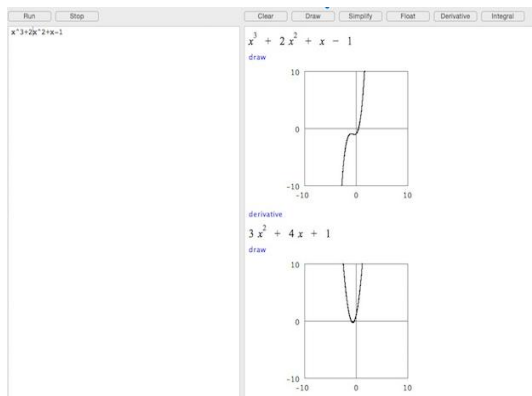 Run Stop Clear Draw Simplify Float Derivative Integral
x^3+2x^2+x-1
x³ + 2 x² + x − 1
draw
10
0
-10
-10 0 10
derivative
3 x² + 4 x + 1
draw
10
0
-10
-10 0 10